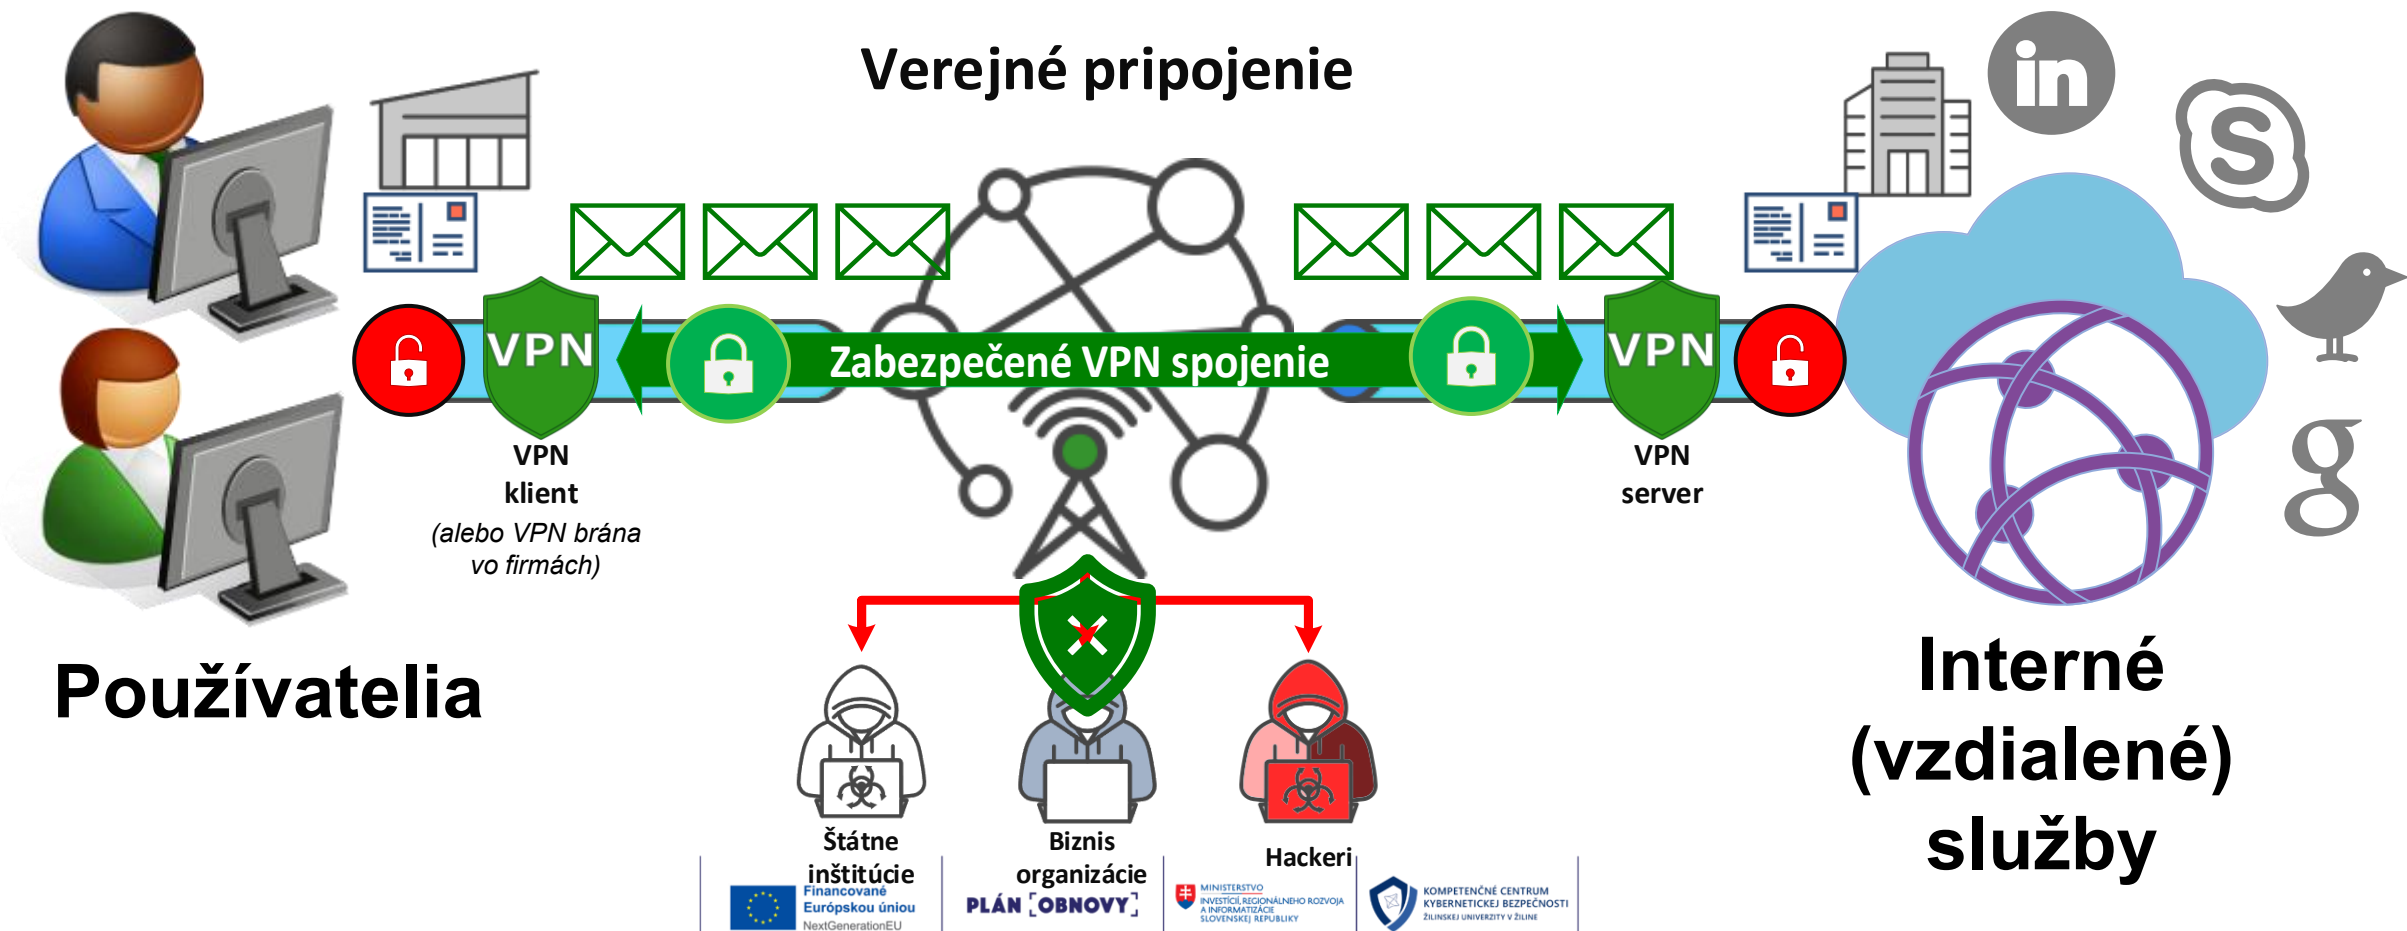 Verejné pripojenie
in
S
VPN
Zabezpečené VPN spojenie
VPN
g
VPN
klient
(alebo VPN brána
vo firmách)
VPN
server
Používatelia
Interné
(vzdialené)
služby
Štátne
inštitúcie
Biznis
organizácie
Hackeri
Financované
Európskou úniou
NextGenerationEU
PLÁN [OBNOVY]
MINISTERSTVO
INVESTÍCIÍ, REGIONÁLNEHO ROZVOJA
A INFORMATIZÁCIE
SLOVENSKEJ REPUBLIKY
KOMPETENČNÉ CENTRUM
KYBERNETICKEJ BEZPEČNOSTI
ŽILINSKEJ UNIVERZITY V ŽILINE